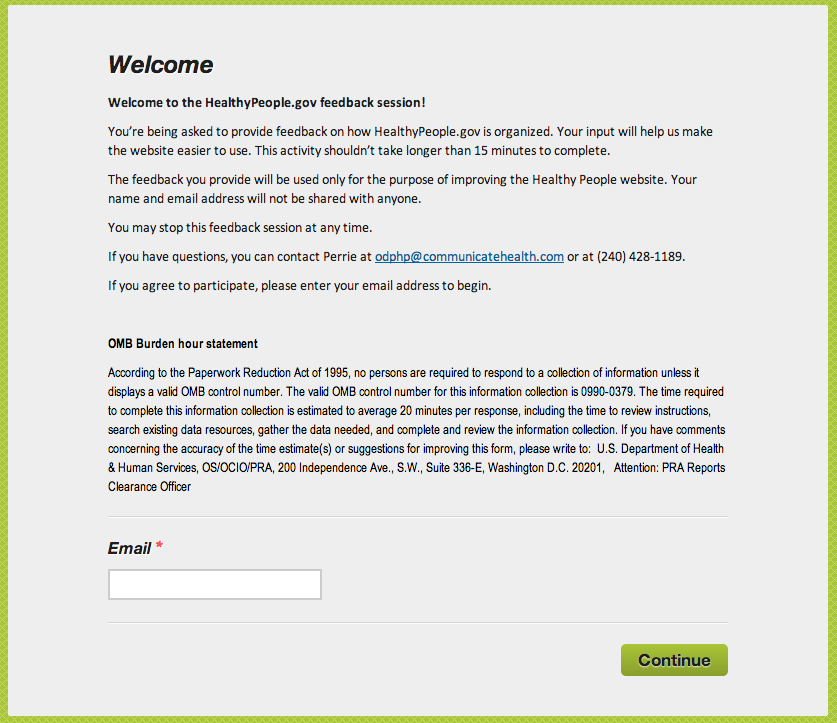 Welcome
Welcome to the HealthyPeople.gov feedback session!
You’re being asked to provide feedback on how HealthyPeople.gov is organized. Your input will help us make
the website easier to use. This activity shouldn’t take longer than 15 minutes to complete.
The feedback you provide will be used only for the purpose of improving the Healthy People website. Your
name and email address will not be shared with anyone.
You may stop this feedback session at any time.
If you have questions, you can contact Perrie at odphp@communicatehealth.com or at (240) 428-1189.
If you agree to participate, please enter your email address to begin.
OMB Burden hour statement
According to the Paperwork Reduction Act of 1995, no persons are required to respond to a collection of information unless it
displays a valid OMB control number. The valid OMB control number for this information collection is 0990-0379. The time required
to complete this information collection is estimated to average 20 minutes per response, including the time to review instructions,
search existing data resources, gather the data needed, and complete and review the information collection. If you have comments
concerning the accuracy of the time estimate(s) or suggestions for improving this form, please write to: U.S. Department of Health
& Human Services, OS/OCIO/PRA, 200 Independence Ave., S.W., Suite 336-E, Washington D.C. 20201, Attention: PRA Reports
Clearance Officer
Email *
Continue